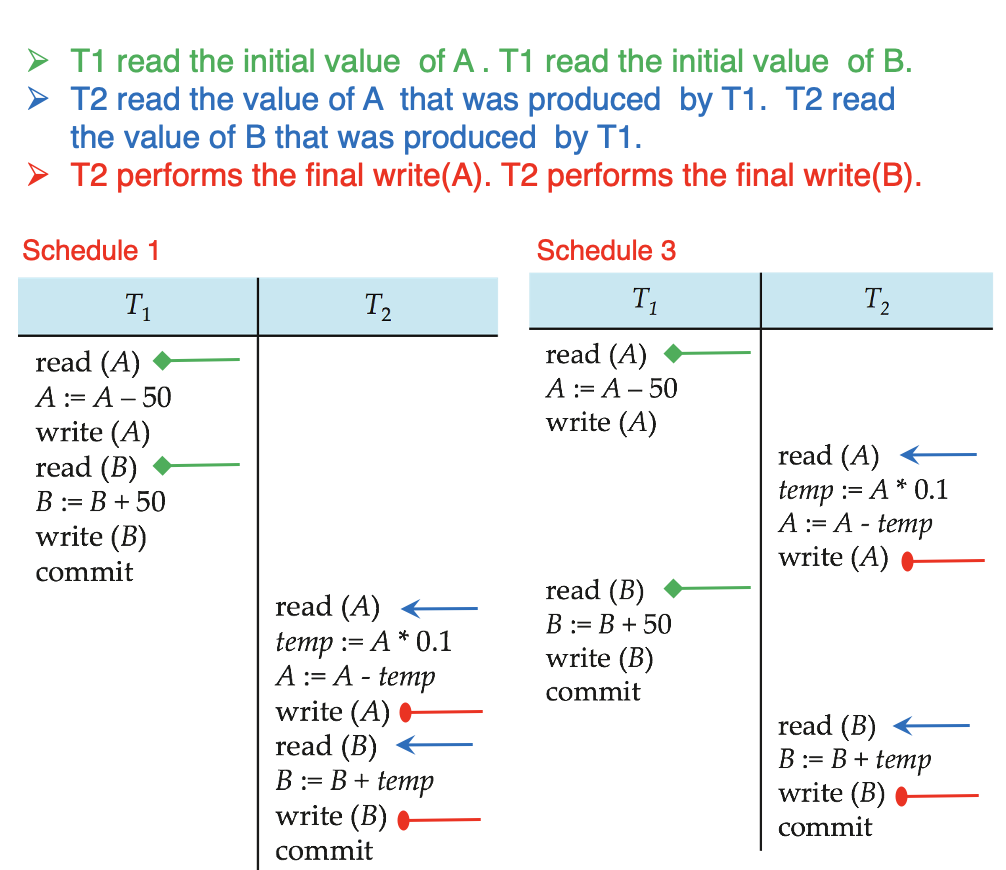 ➢ T1 read the initial value of A . T1 read the initial value of B.
➢ T2 read the value of A that was produced by T1. T2 read
the value of B that was produced by T1.
➢ T2 performs the final write(A). T2 performs the final write(B).
Schedule 1
T1 T2
read (A)
A := A – 50
write (A)
read (B)
B := B + 50
write (B)
commit
read (A)
temp := A * 0.1
A := A - temp
write (A)
read (B)
B := B + temp
write (B)
commit
Schedule 3
T1 T2
read (A)
A := A – 50
write (A)
read (A)
temp := A * 0.1
A := A - temp
write (A)
read (B)
B := B + 50
write (B)
commit
read (B)
B := B + temp
write (B)
commit